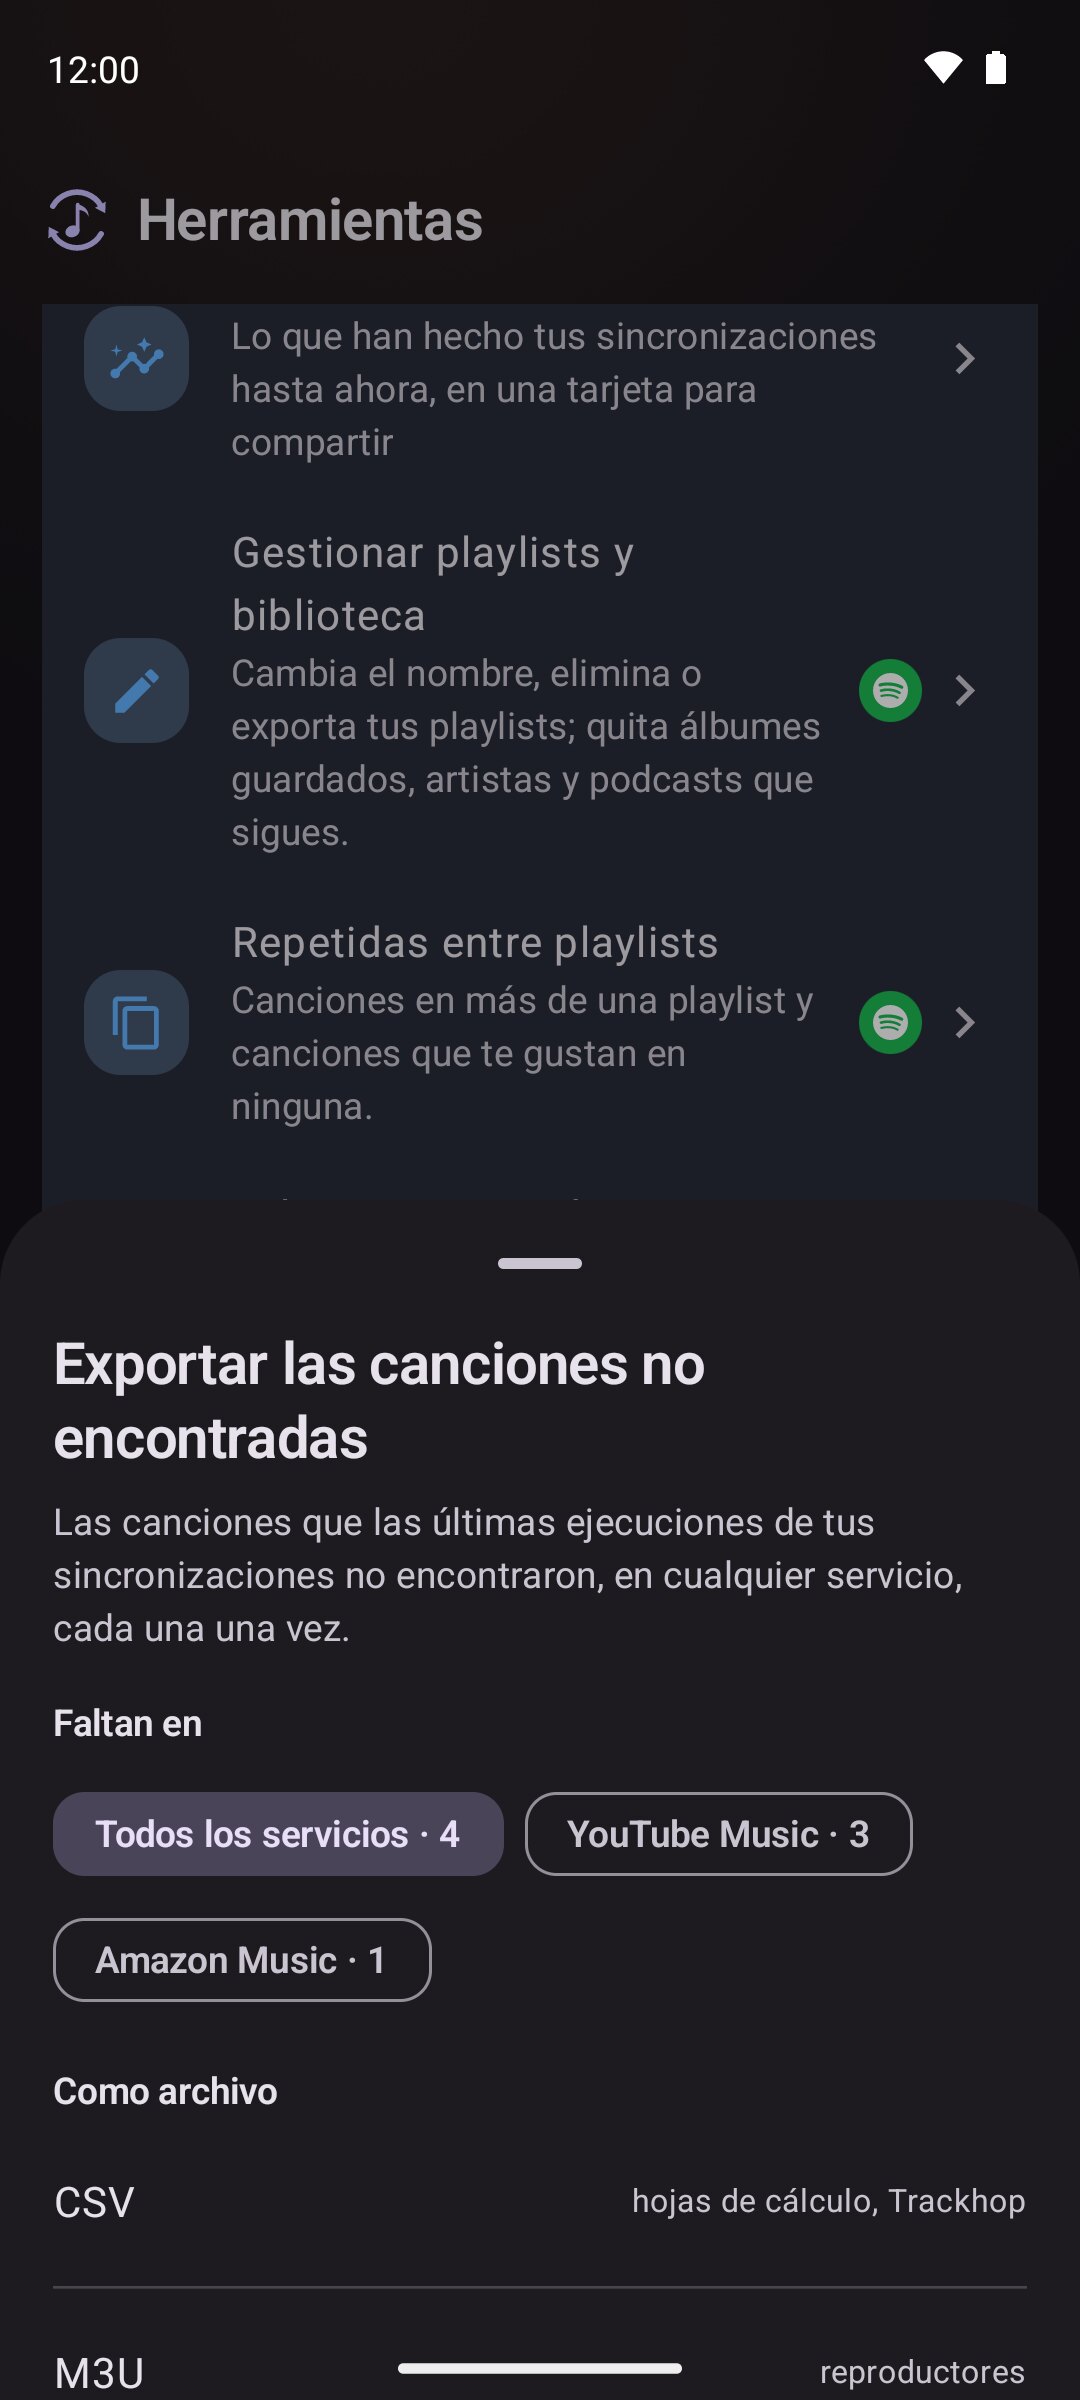 12:00
Herramientas
Lo que han hecho tus sincronizaciones
hasta ahora, en una tarjeta para
compartir
Gestionar playlists y
biblioteca
Cambia el nombre, elimina o
exporta tus playlists; quita álbumes
guardados, artistas y podcasts que
sigues.
Repetidas entre playlists
Canciones en más de una playlist y
canciones que te gustan en
ninguna.
Exportar las canciones no
encontradas
Las canciones que las últimas ejecuciones de tus
sincronizaciones no encontraron, en cualquier servicio,
cada una una vez.
Faltan en
Todos los servicios · 4
YouTube Music · 3
Amazon Music · 1
Como archivo
CSV
hojas de cálculo, Trackhop
M3U
reproductores